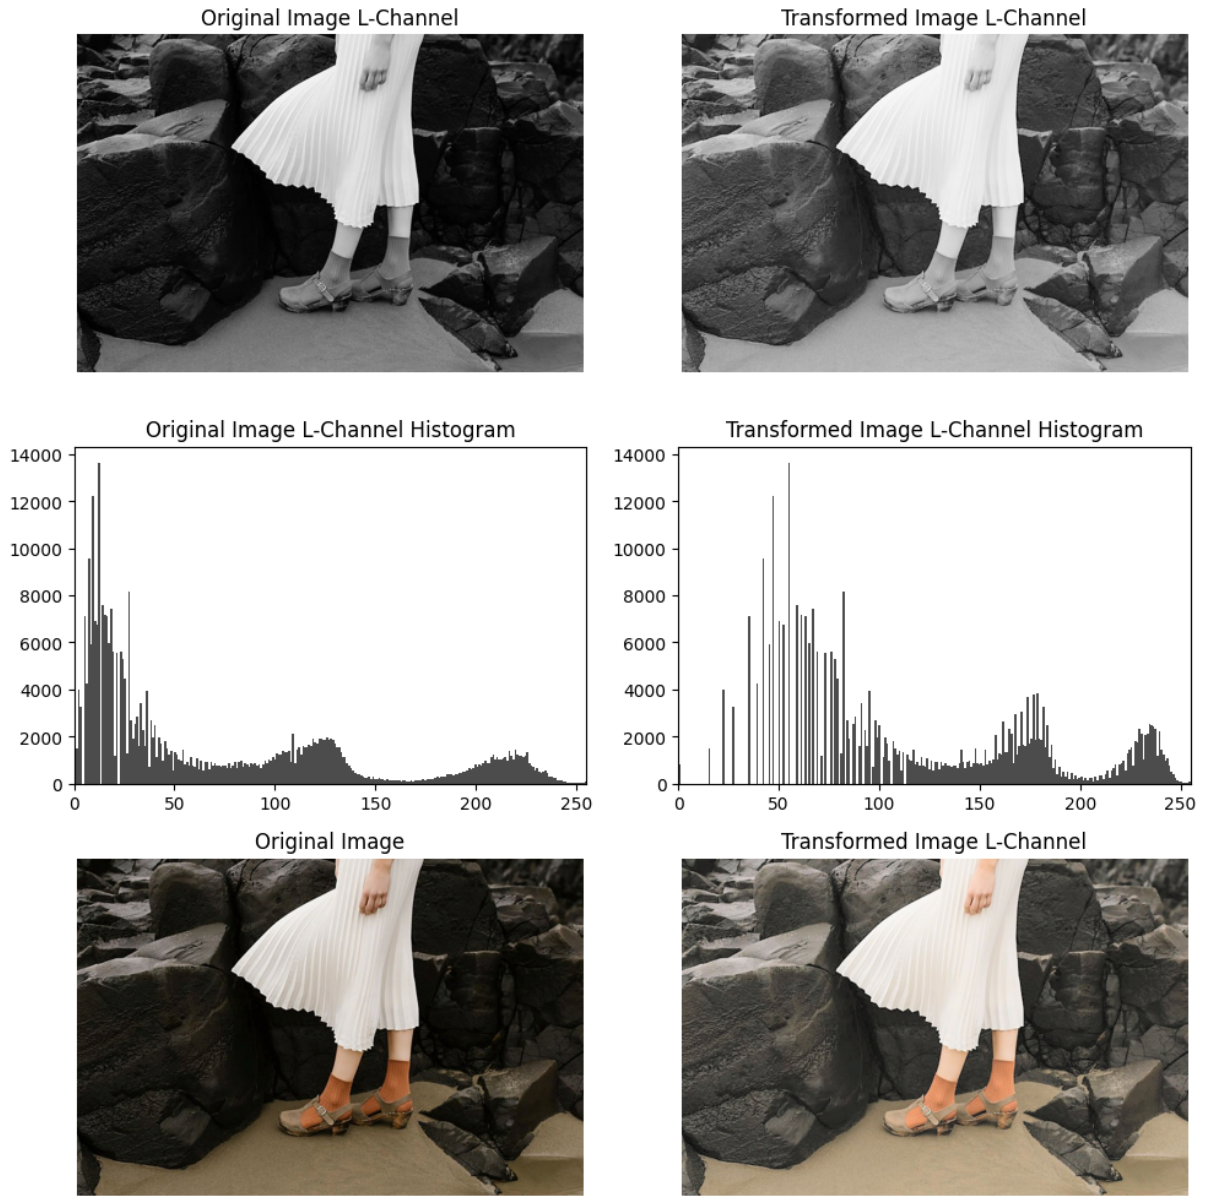 Original Image L-Channel
Transformed Image L-Channel
Original Image L-Channel Histogram
14000
12000
10000
8000
6000
4000
2000
0
0 50 100 150 200 250
Transformed Image L-Channel Histogram
14000
12000
10000
8000
6000
4000
2000
0
0 50 100 150 200 250
Original Image
Transformed Image L-Channel